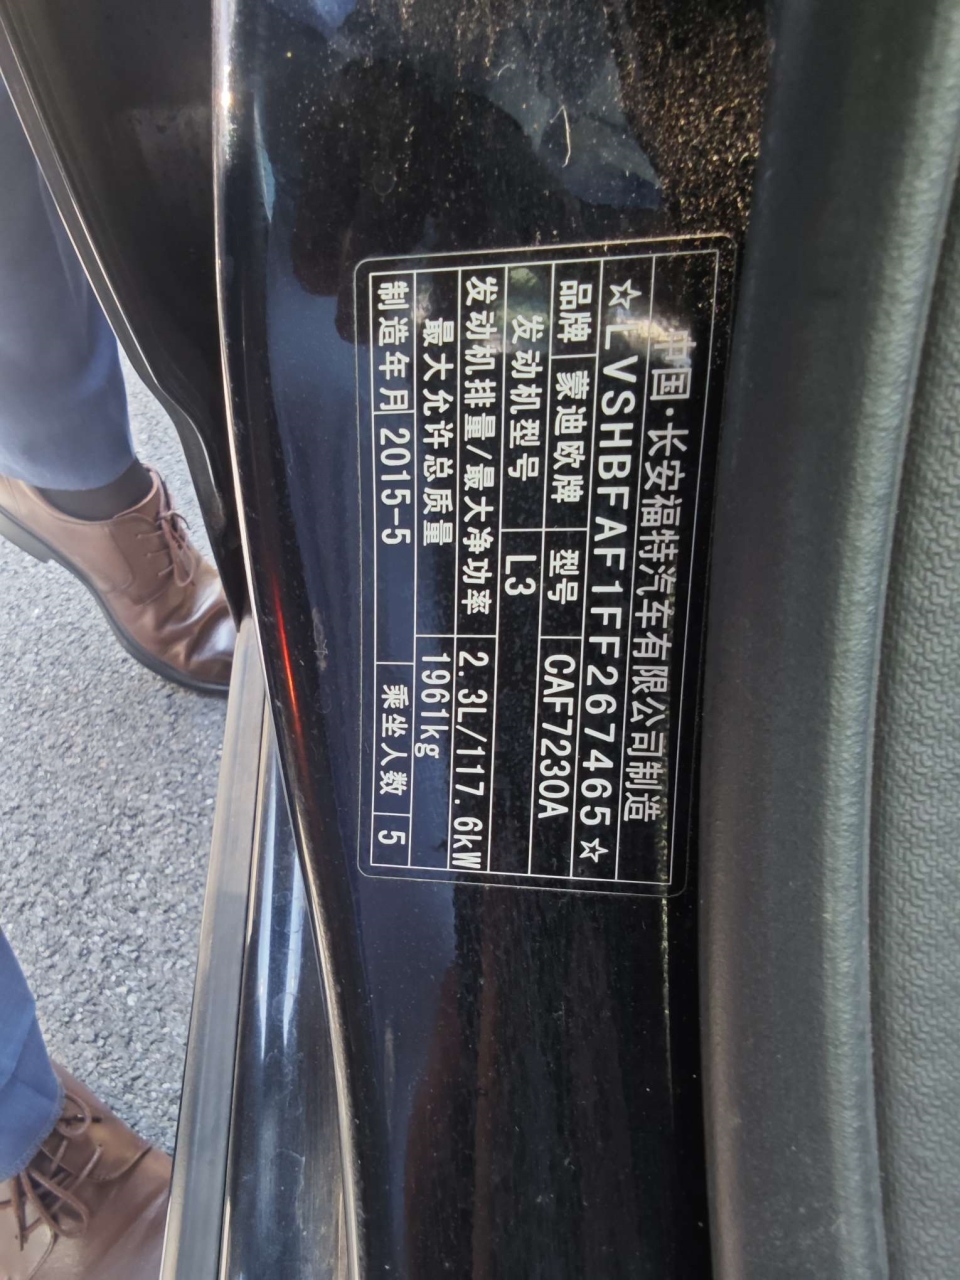 中国·长安福特汽车有限公司制造
☆LVSHBFAF1FF267465☆
品牌 蒙迪欧牌 型号 CAF7230A
发动机型号 L3
发动机排量/最大净功率 2.3L/117.6kW
最大允许总质量 1961kg
制造年月 2015-5 乘坐人数 5